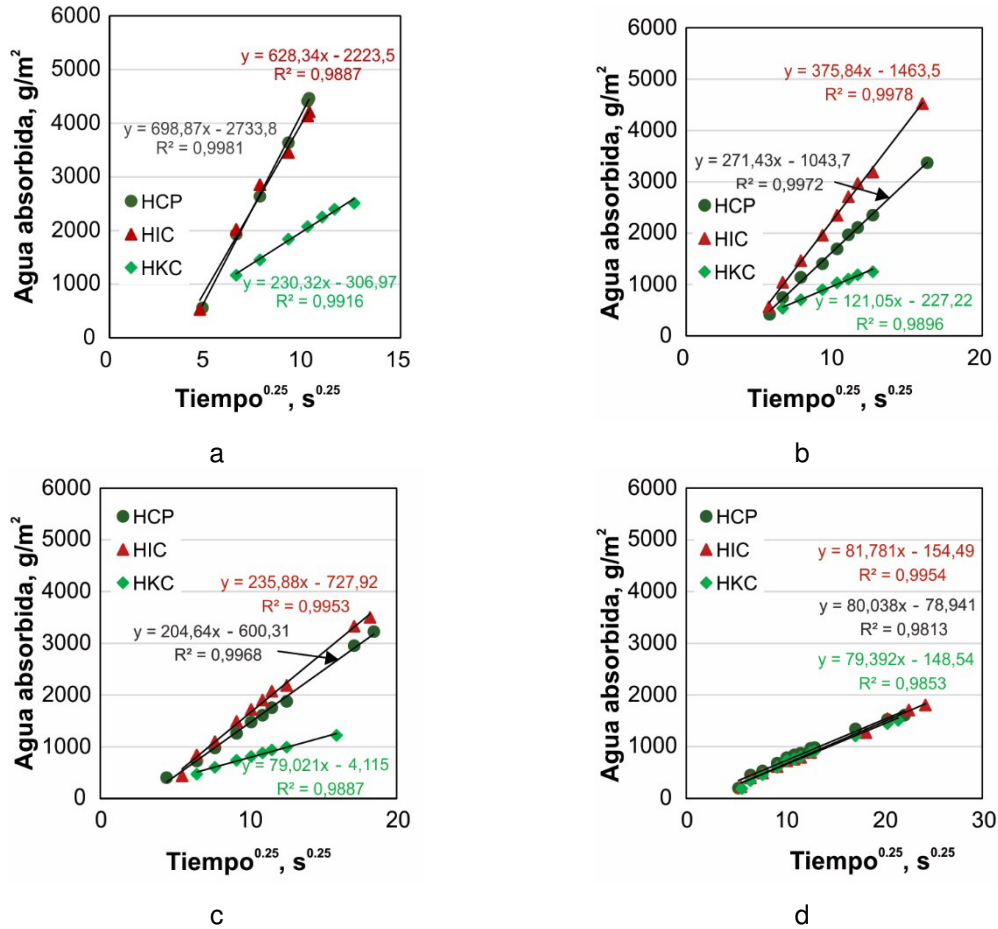 6000
5000
4000
3000
2000
1000
0
Agua absorbida, g/m²
y = 628,34x - 2223,5
R² = 0,9887
y = 698,87x - 2733,8
R² = 0,9981
HCP
HIC
HKC
y = 230,32x - 306,97
R² = 0,9916
0 5 10 15
Tiempo^0.25, s^0.25
a
6000
5000
4000
3000
2000
1000
0
Agua absorbida, g/m²
y = 375,84x - 1463,5
R² = 0,9978
y = 271,43x - 1043,7
R² = 0,9972
HCP
HIC
HKC
y = 121,05x - 227,22
R² = 0,9896
0 10 20
Tiempo^0.25, s^0.25
b
6000
5000
4000
3000
2000
1000
0
Agua absorbida, g/m²
HCP
HIC
HKC
y = 235,88x - 727,92
R² = 0,9953
y = 204,64x - 600,31
R² = 0,9968
y = 79,021x - 4,115
R² = 0,9887
0 10 20
Tiempo^0.25, s^0.25
c
6000
5000
4000
3000
2000
1000
0
Agua absorbida, g/m²
HCP
HIC
HKC
y = 81,781x - 154,49
R² = 0,9954
y = 80,038x - 78,941
R² = 0,9813
y = 79,392x - 148,54
R² = 0,9853
0 10 20 30
Tiempo^0.25, s^0.25
d